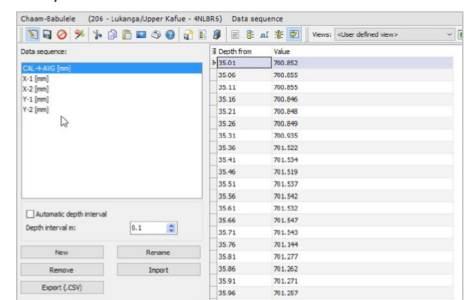 Chaam-Babulele (206 - Lukanga/Upper Kafue - 4NL8R6) Data sequence
Views: <User defined view>
Data sequence:
CAL->AVG [mm]
X-1 [mm]
X-2 [mm]
Y-1 [mm]
Y-2 [mm]
Automatic depth interval
Depth interval m: 0.1
New Rename
Remove Import
Export (.CSV)
Depth from Value
35.01 700.852
35.06 700.855
35.11 700.855
35.16 700.846
35.21 700.848
35.26 700.849
35.31 700.935
35.36 701.522
35.41 701.534
35.46 701.519
35.51 701.537
35.56 701.542
35.61 701.532
35.66 701.547
35.71 701.543
35.76 701.144
35.81 701.277
35.86 701.262
35.91 701.271
35.96 701.257